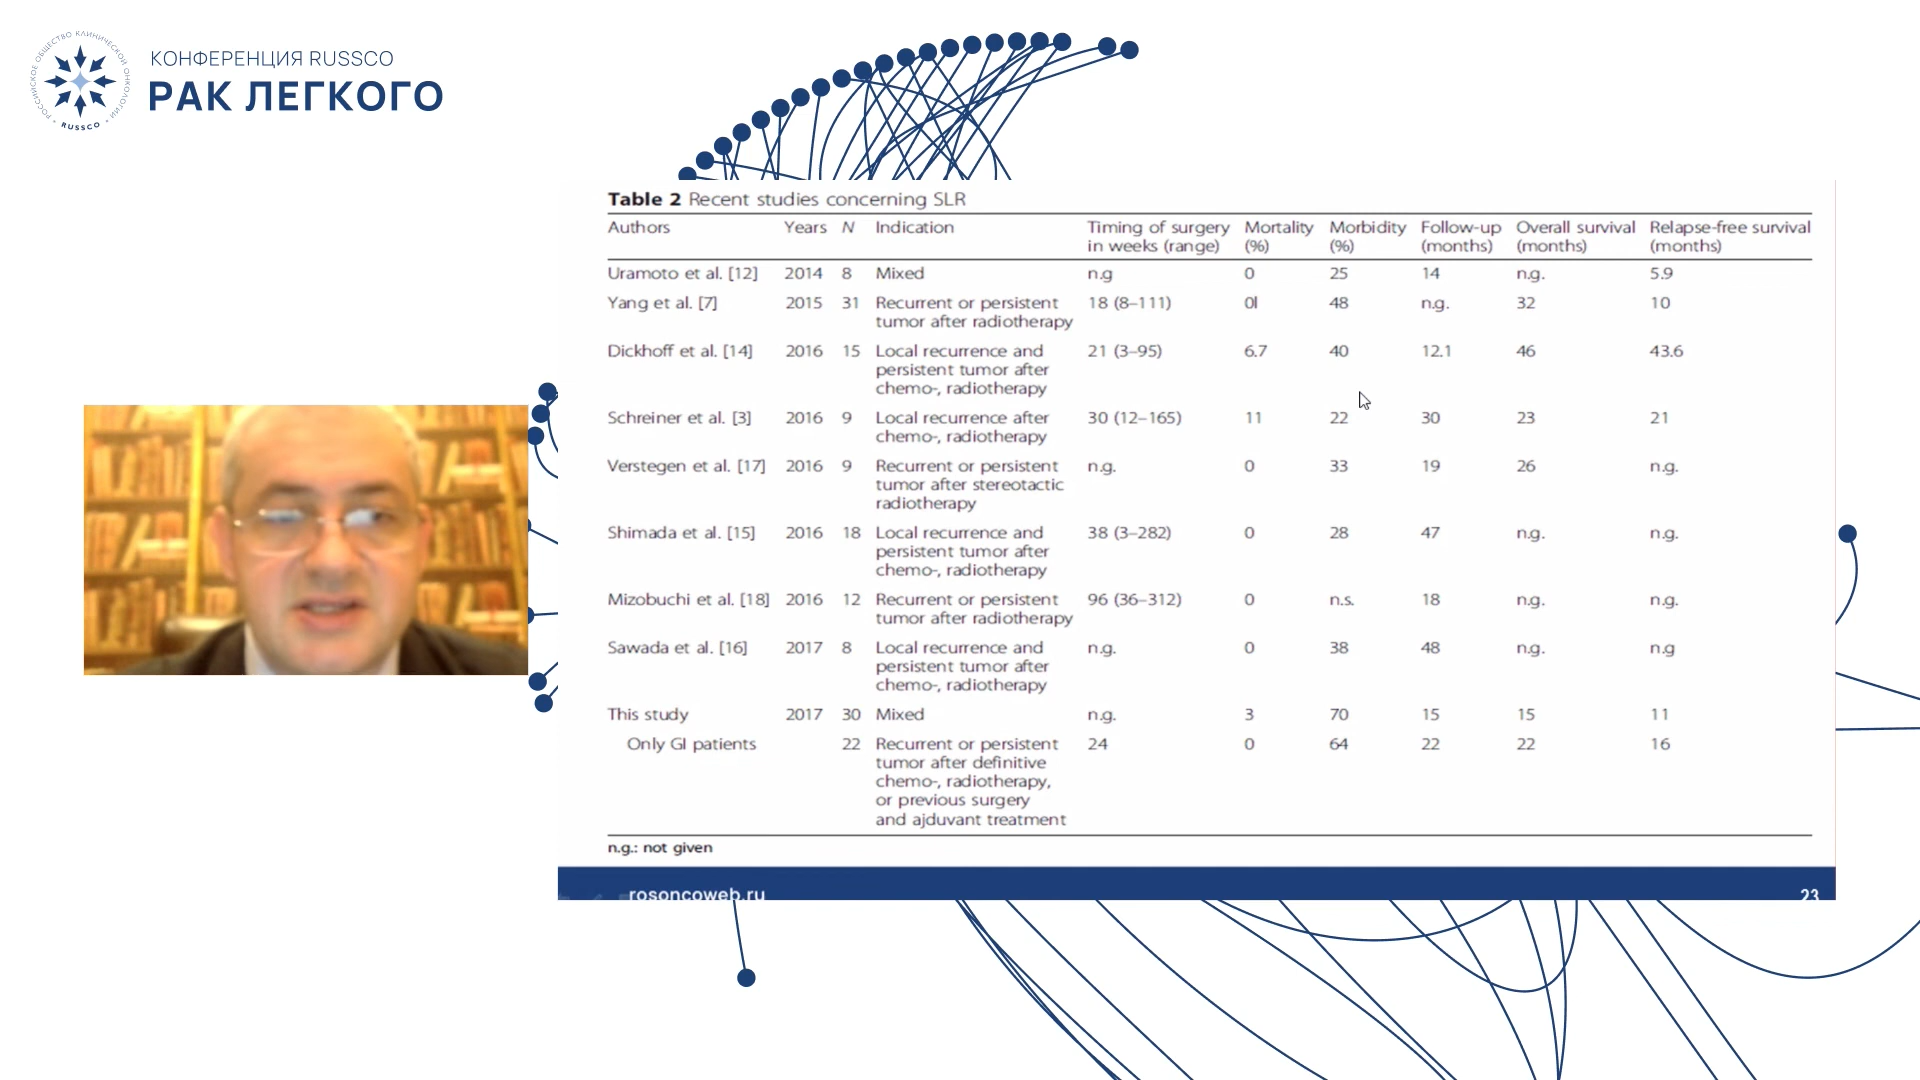 РОССИЙСКОЕ ОБЩЕСТВО КЛИНИЧЕСКОЙ ОНКОЛОГИИ
• RUSSCO •
КОНФЕРЕНЦИЯ RUSSCO
РАК ЛЕГКОГО
Table 2 Recent studies concerning SLR
Authors Years N Indication Timing of surgery Mortality Morbidity Follow-up Overall survival Relapse-free survival
in weeks (range) (%) (%) (months) (months) (months)
Uramoto et al. [12] 2014 8 Mixed n.g 0 25 14 n.g. 5.9
Yang et al. [7] 2015 31 Recurrent or persistent 18 (8–111) 0l 48 n.g. 32 10
tumor after radiotherapy
Dickhoff et al. [14] 2016 15 Local recurrence and 21 (3–95) 6.7 40 12.1 46 43.6
persistent tumor after
chemo-, radiotherapy
Schreiner et al. [3] 2016 9 Local recurrence after 30 (12–165) 11 22 30 23 21
chemo-, radiotherapy
Verstegen et al. [17] 2016 9 Recurrent or persistent n.g. 0 33 19 26 n.g.
tumor after stereotactic
radiotherapy
Shimada et al. [15] 2016 18 Local recurrence and 38 (3–282) 0 28 47 n.g. n.g.
persistent tumor after
chemo-, radiotherapy
Mizobuchi et al. [18] 2016 12 Recurrent or persistent 96 (36–312) 0 n.s. 18 n.g. n.g.
tumor after radiotherapy
Sawada et al. [16] 2017 8 Local recurrence and n.g. 0 38 48 n.g. n.g
persistent tumor after
chemo-, radiotherapy
This study 2017 30 Mixed n.g. 3 70 15 15 11
Only GI patients 22 Recurrent or persistent 24 0 64 22 22 16
tumor after definitive
chemo-, radiotherapy,
or previous surgery
and ajduvant treatment
n.g.: not given
rosoncoweb.ru 23